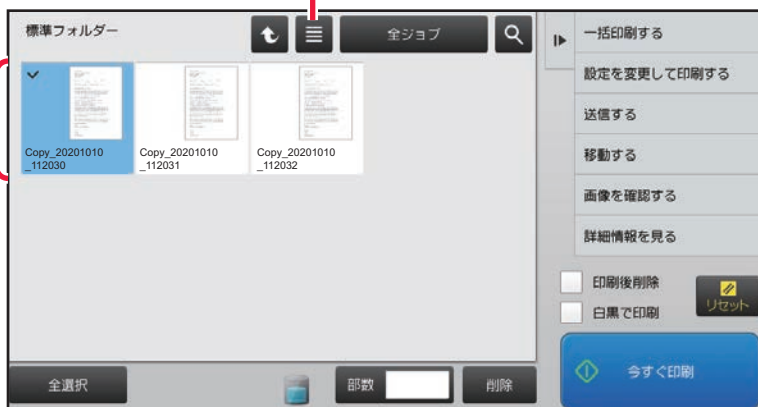 標準フォルダー
全ジョブ
Copy_20201010
_112030
Copy_20201010
_112031
Copy_20201010
_112032
全選択
部数
削除
一括印刷する
設定を変更して印刷する
送信する
移動する
画像を確認する
詳細情報を見る
印刷後削除
白黒で印刷
リセット
今すぐ印刷